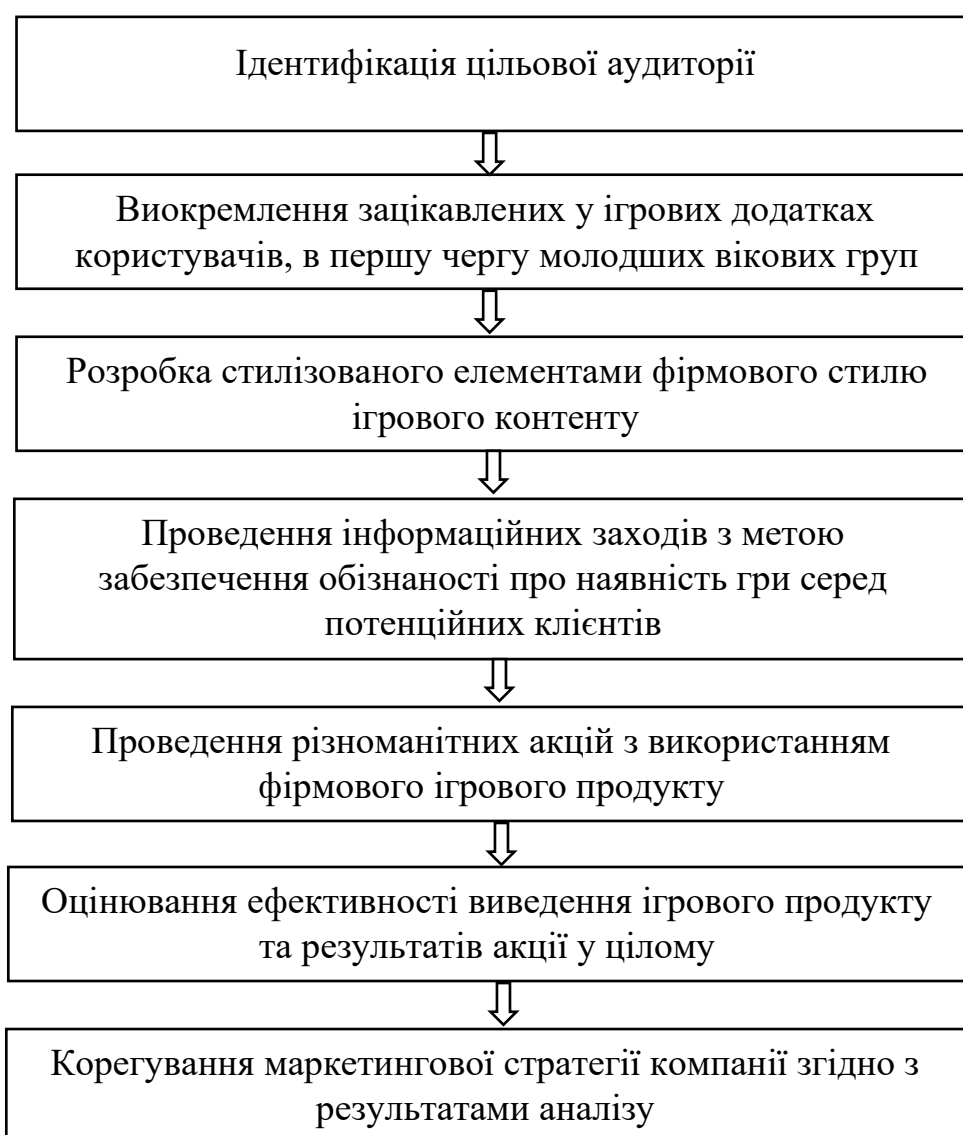 Ідентифікація цільової аудиторії
Виокремлення зацікавлених у ігрових додатках
користувачів, в першу чергу молодших вікових груп
Розробка стилізованого елементами фірмового стилю
ігрового контенту
Проведення інформаційних заходів з метою
забезпечення обізнаності про наявність гри серед
потенційних клієнтів
Проведення різноманітних акцій з використанням
фірмового ігрового продукту
Оцінювання ефективності виведення ігрового продукту
та результатів акції у цілому
Корегування маркетингової стратегії компанії згідно з
результатами аналізу